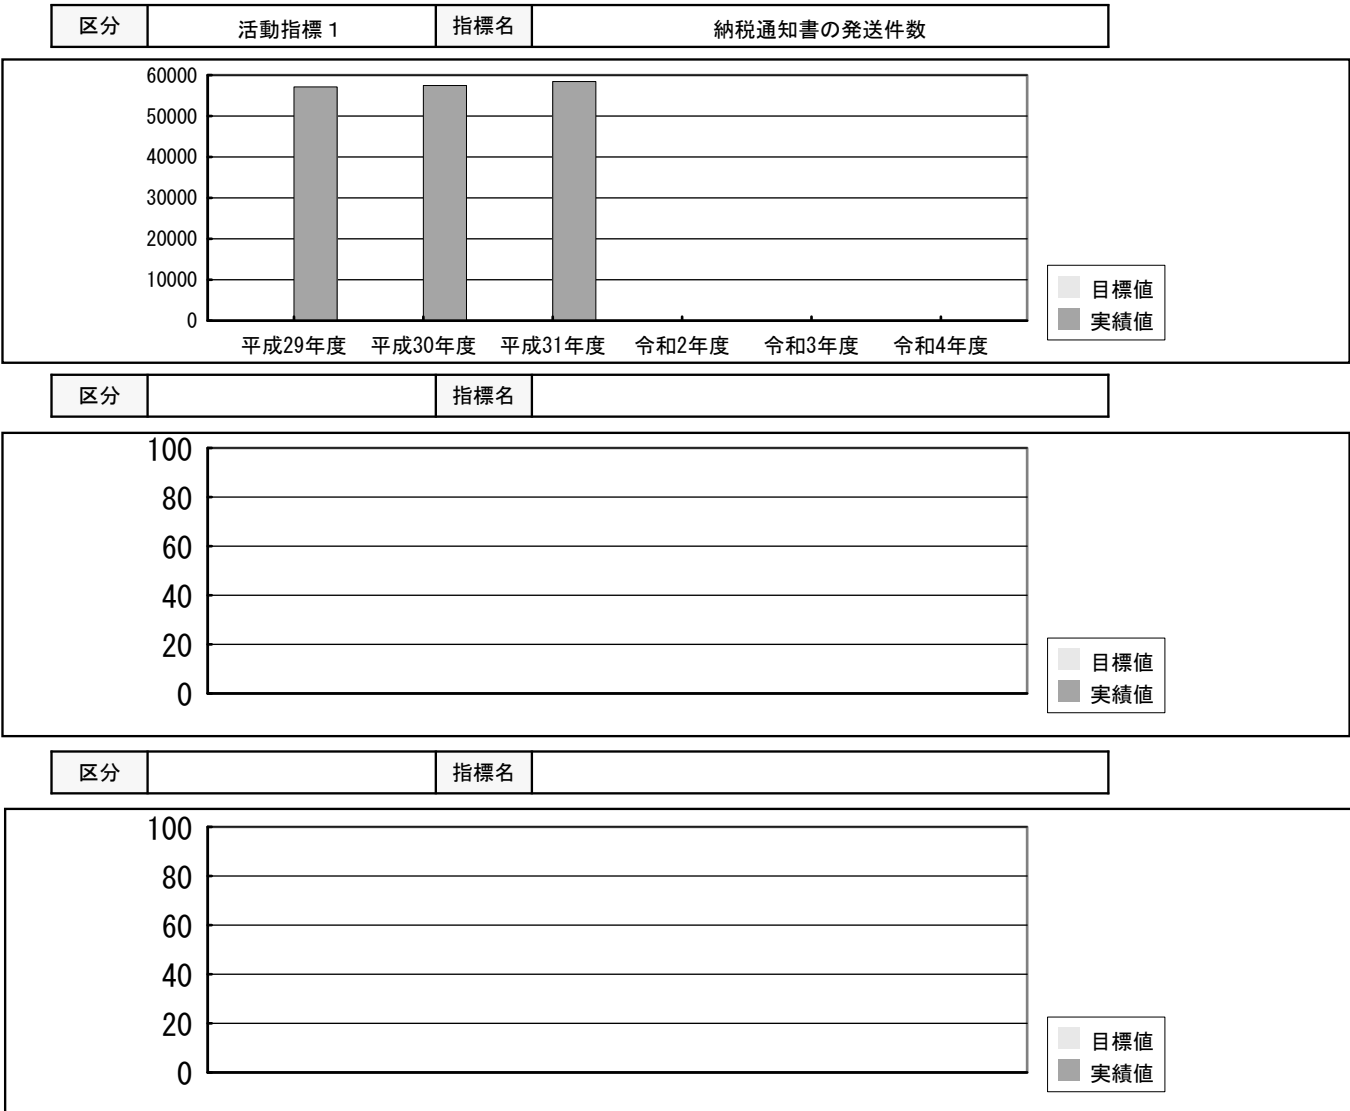 区分 活動指標１ 指標名 納税通知書の発送件数
60000
50000
40000
30000
20000
10000
0
平成29年度 平成30年度 平成31年度 令和2年度 令和3年度 令和4年度
目標値
実績値
区分 指標名
100
80
60
40
20
0
目標値
実績値
区分 指標名
100
80
60
40
20
0
目標値
実績値